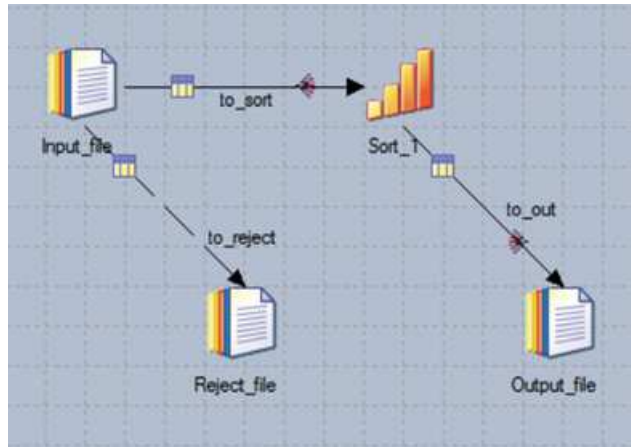 to_sort
Input_file
Sort_1
to_out
to_reject
Reject_file
Output_file